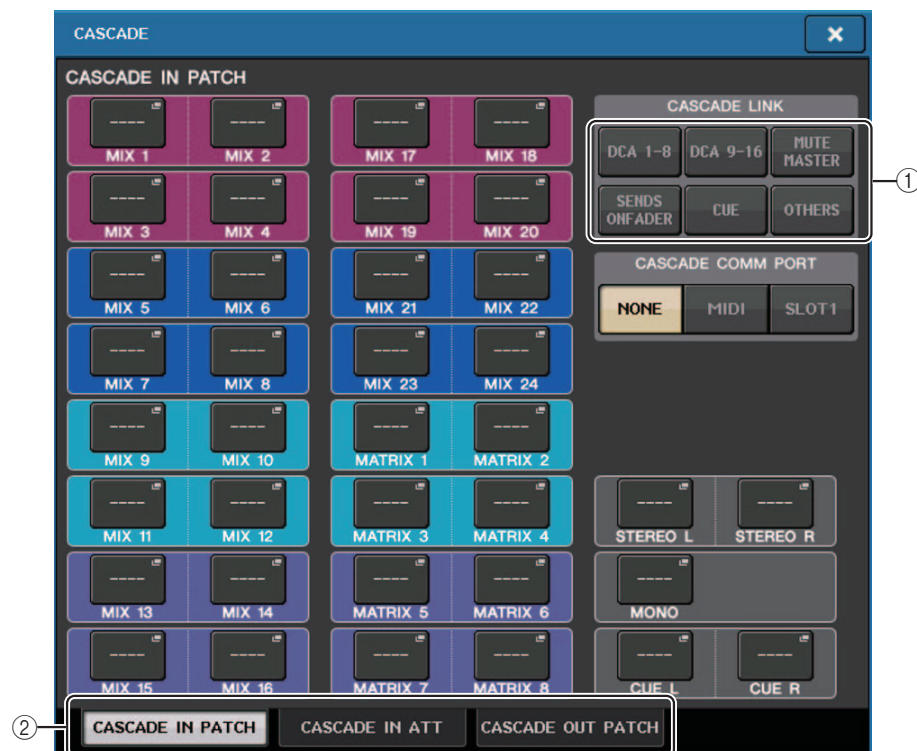 CASCADE
CASCADE IN PATCH
---- ----
MIX 1 MIX 2
---- ----
MIX 3 MIX 4
---- ----
MIX 5 MIX 6
---- ----
MIX 7 MIX 8
---- ----
MIX 9 MIX 10
---- ----
MIX 11 MIX 12
---- ----
MIX 13 MIX 14
---- ----
MIX 15 MIX 16
---- ----
MIX 17 MIX 18
---- ----
MIX 19 MIX 20
---- ----
MIX 21 MIX 22
---- ----
MIX 23 MIX 24
---- ----
MATRIX 1 MATRIX 2
---- ----
MATRIX 3 MATRIX 4
---- ----
MATRIX 5 MATRIX 6
---- ----
MATRIX 7 MATRIX 8
CASCADE LINK
DCA 1-8 DCA 9-16 MUTE MASTER
SENDS ONFADER CUE OTHERS
①
CASCADE COMM PORT
NONE MIDI SLOT1
---- ----
STEREO L STEREO R
----
MONO
---- ----
CUE L CUE R
②
CASCADE IN PATCH CASCADE IN ATT CASCADE OUT PATCH